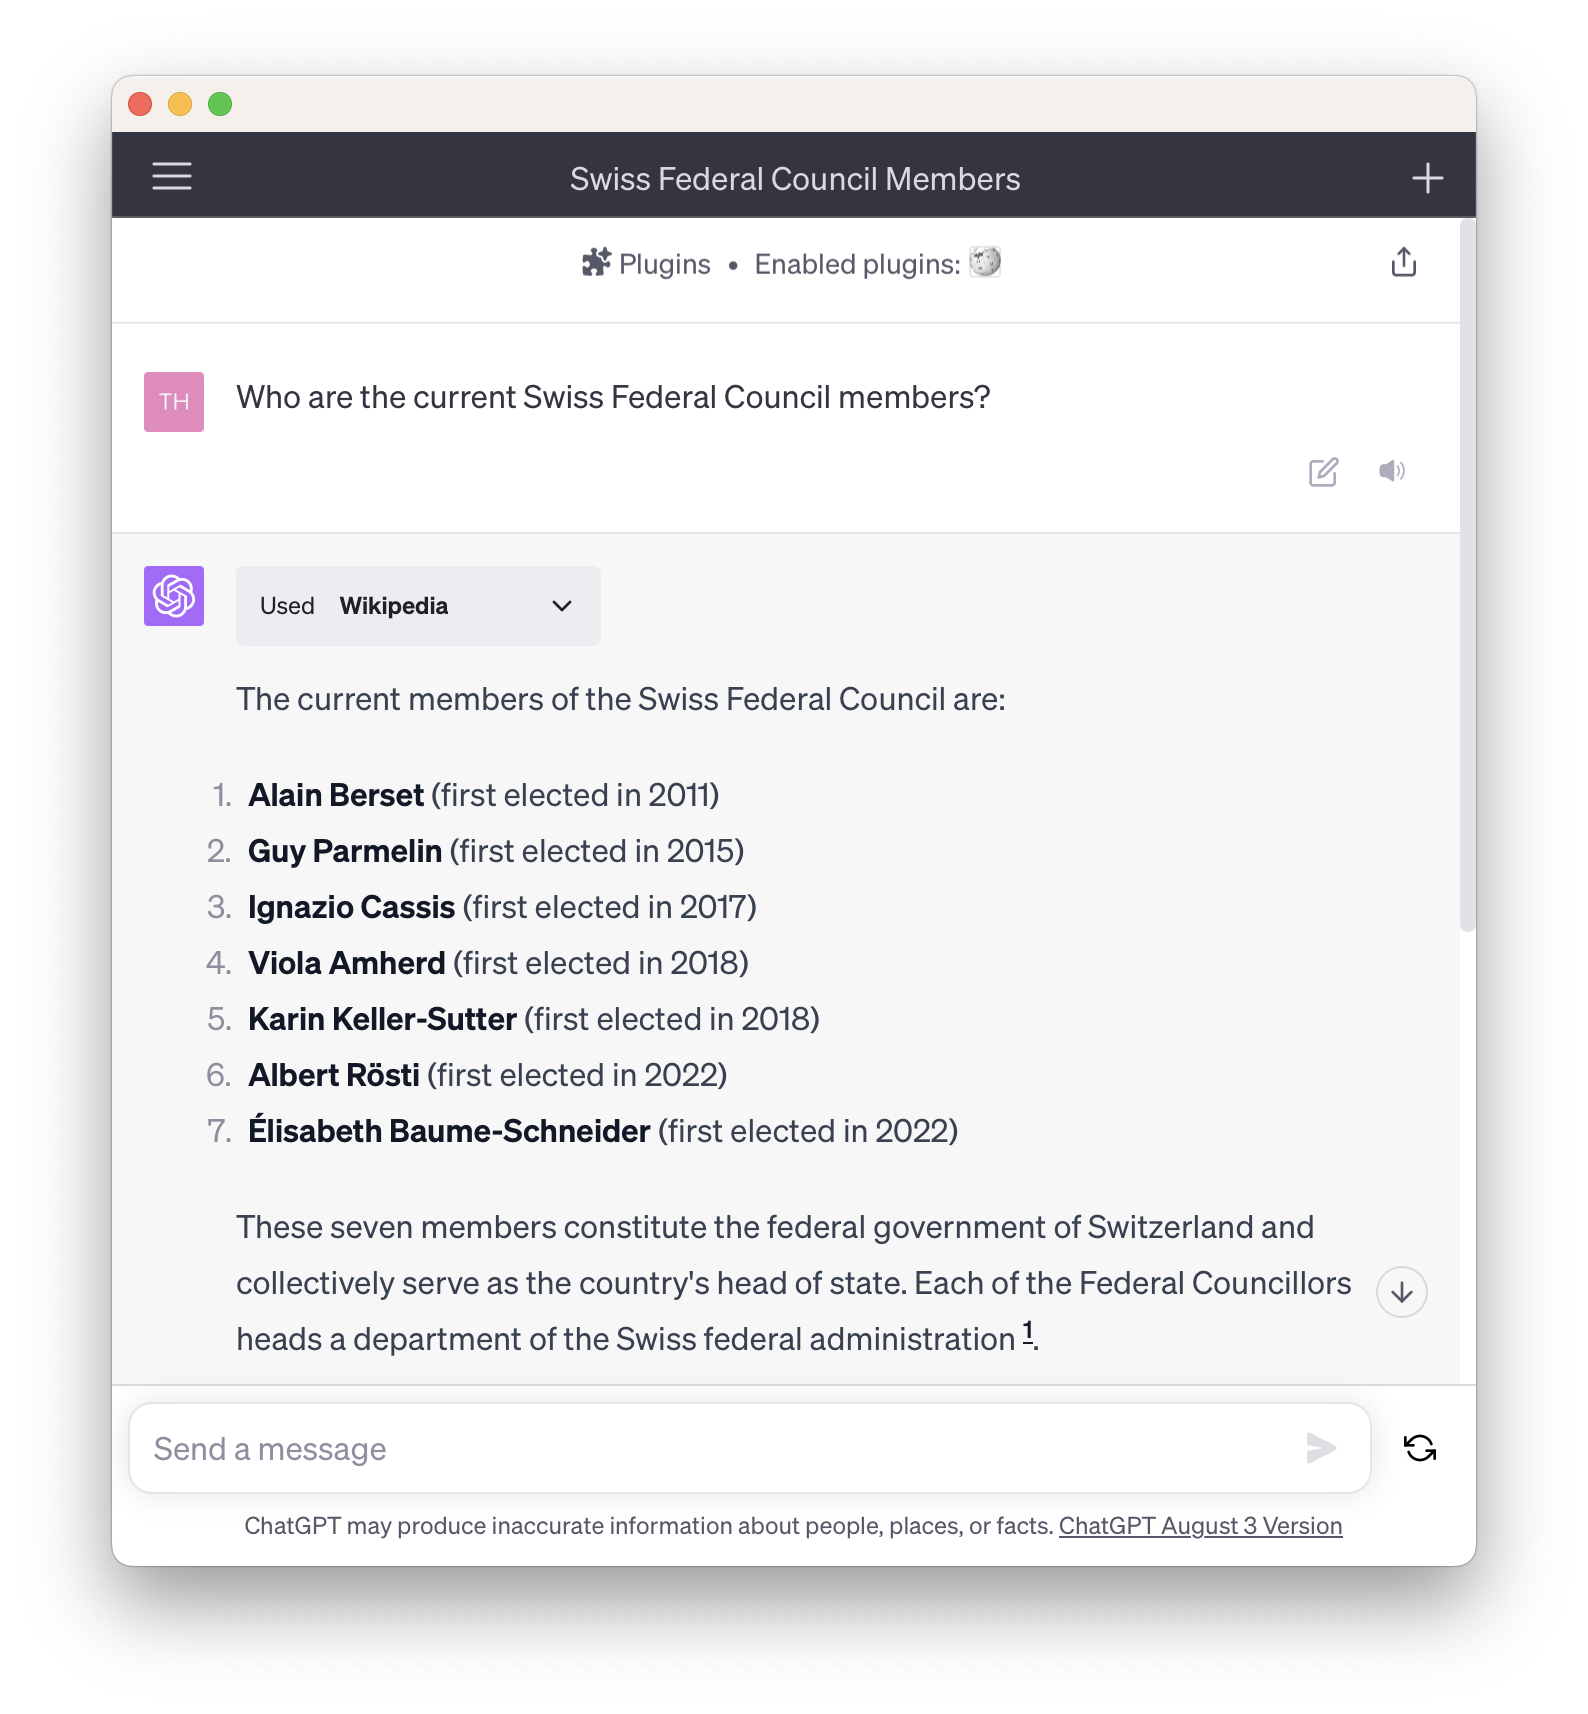 Swiss Federal Council Members
Plugins • Enabled plugins:
TH
Who are the current Swiss Federal Council members?
Used Wikipedia
The current members of the Swiss Federal Council are:
1. Alain Berset (first elected in 2011)
2. Guy Parmelin (first elected in 2015)
3. Ignazio Cassis (first elected in 2017)
4. Viola Amherd (first elected in 2018)
5. Karin Keller-Sutter (first elected in 2018)
6. Albert Rösti (first elected in 2022)
7. Élisabeth Baume-Schneider (first elected in 2022)
These seven members constitute the federal government of Switzerland and
collectively serve as the country's head of state. Each of the Federal Councillors
heads a department of the Swiss federal administration 1.
Send a message
ChatGPT may produce inaccurate information about people, places, or facts. ChatGPT August 3 Version